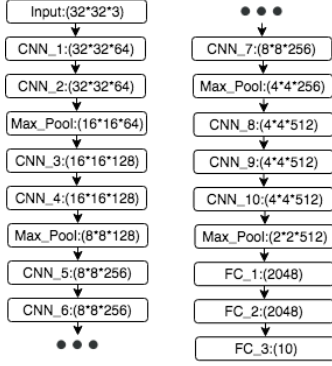 Input:(32*32*3)
CNN_1:(32*32*64)
CNN_2:(32*32*64)
Max_Pool:(16*16*64)
CNN_3:(16*16*128)
CNN_4:(16*16*128)
Max_Pool:(8*8*128)
CNN_5:(8*8*256)
CNN_6:(8*8*256)
CNN_7:(8*8*256)
Max_Pool:(4*4*256)
CNN_8:(4*4*512)
CNN_9:(4*4*512)
CNN_10:(4*4*512)
Max_Pool:(2*2*512)
FC_1:(2048)
FC_2:(2048)
FC_3:(10)